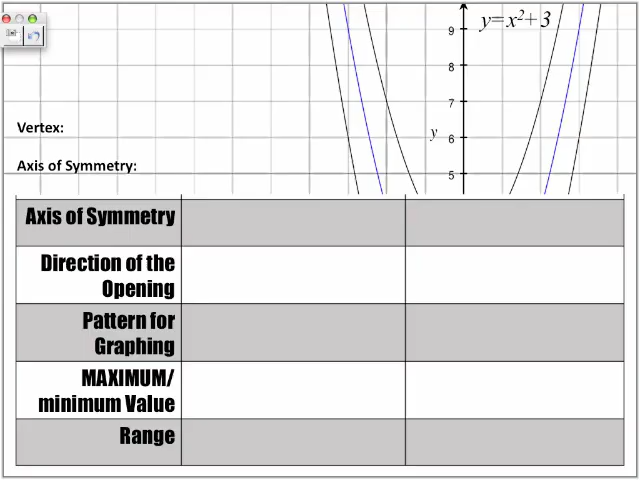 y=x²+3
9
8
7
y
6
5
Vertex:
Axis of Symmetry:
Axis of Symmetry
Direction of the
Opening
Pattern for
Graphing
MAXIMUM/
minimum Value
Range